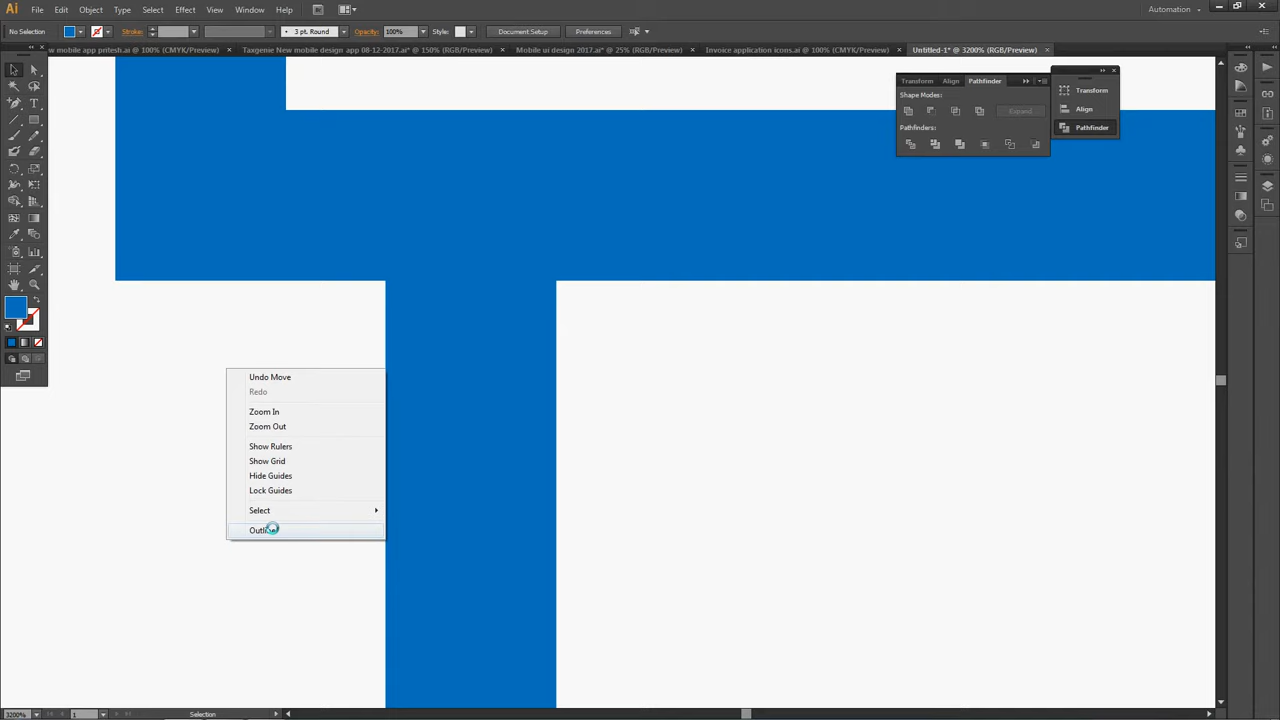 Ai File Edit Object Type Select Effect View Window Help Br Automation
No Selection Stroke: 3 pt. Round Opacity: 100% Style: Document Setup Preferences
w mobile app pritesh.ai @ 100% (CMYK/Preview) × Taxgenie New mobile design app 08-12-2017.ai* @ 150% (RGB/Preview) × Mobile ui design 2017.ai* @ 25% (RGB/Preview) × Invoice application icons.ai @ 100% (CMYK/Preview) × Untitled-1* @ 3200% (RGB/Preview) ×
Transform Align Pathfinder
Shape Modes:
Expand
Pathfinders:
Transform
Align
Pathfinder
Undo Move
Redo
Zoom In
Zoom Out
Show Rulers
Show Grid
Hide Guides
Lock Guides
Select
3200% 1 Selection